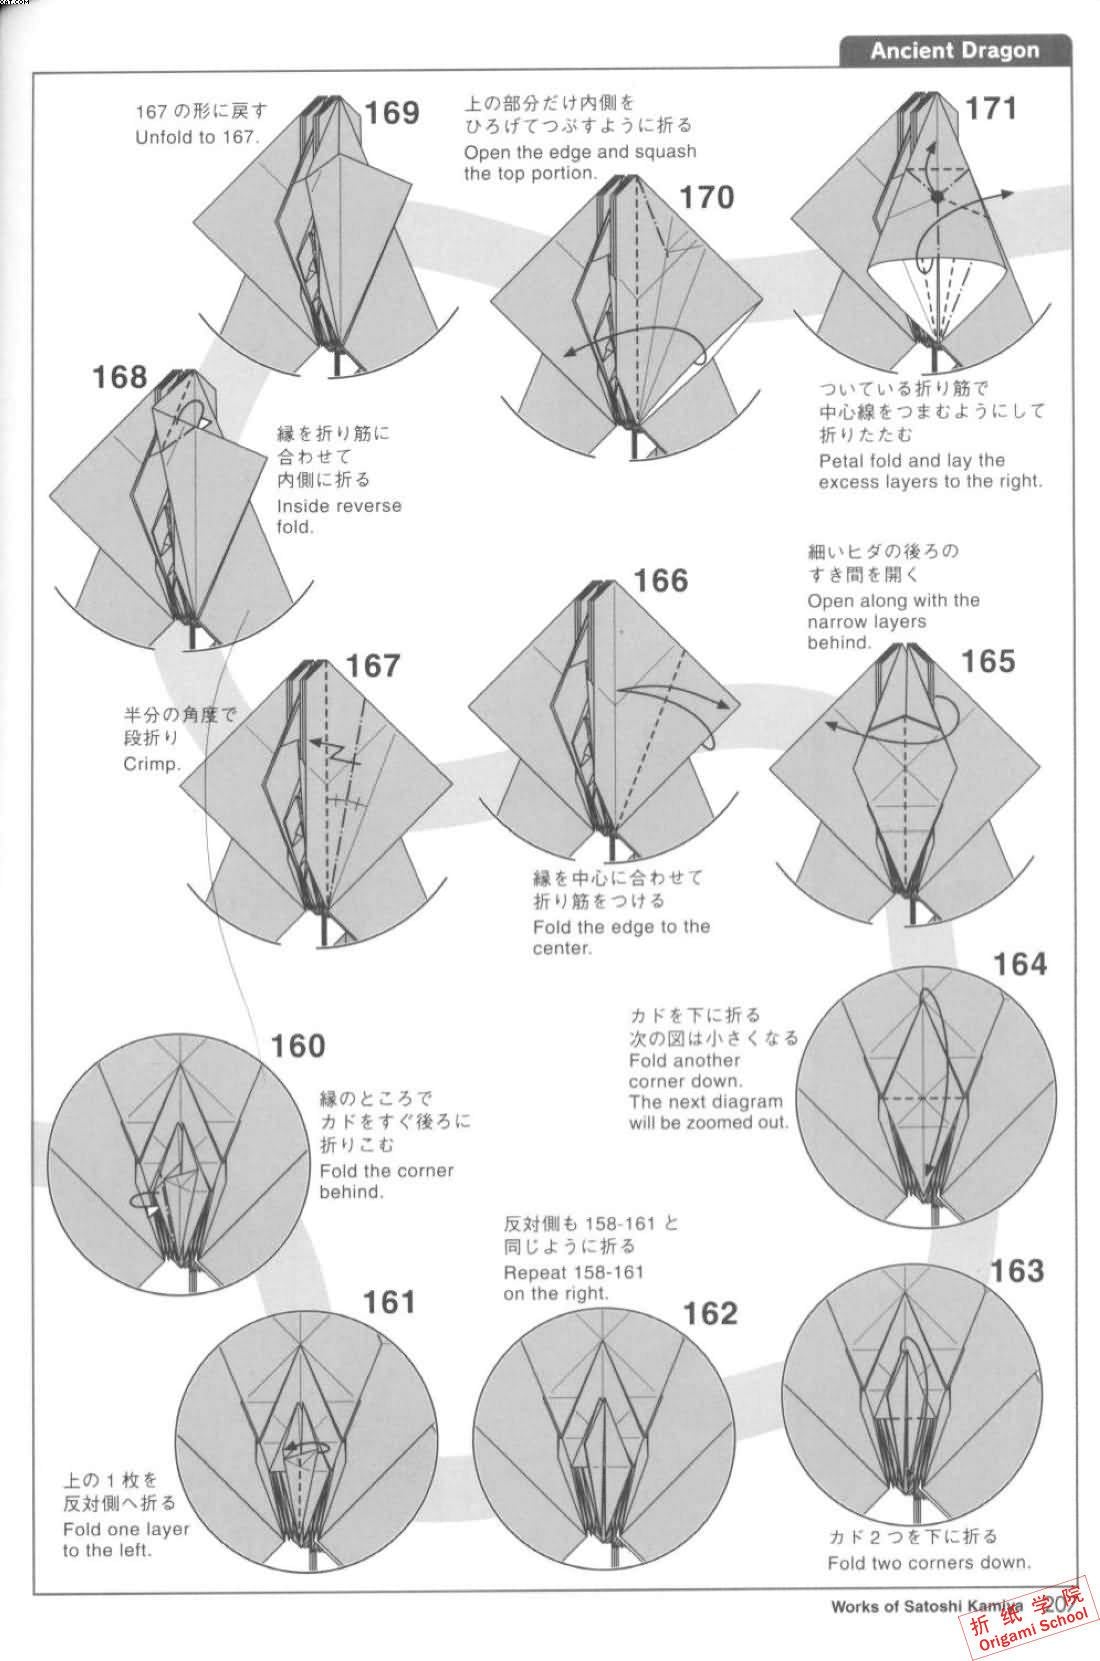 Ancient Dragon
167 の形に戻す
Unfold to 167.
169
上の部分だけ内側を
ひろげてつぶすように折る
Open the edge and squash
the top portion.
170
171
ついている折り筋で
中心線をつまむようにして
折りたたむ
Petal fold and lay the
excess layers to the right.
168
縁を折り筋に
合わせて
内側に折る
Inside reverse
fold.
167
半分の角度で
段折り
Crimp.
166
縁を中心に合わせて
折り筋をつける
Fold the edge to the
center.
細いヒダの後ろの
すき間を開く
Open along with the
narrow layers
behind.
165
164
カドを下に折る
次の図は小さくなる
Fold another
corner down.
The next diagram
will be zoomed out.
160
縁のところで
カドをすぐ後ろに
折りこむ
Fold the corner
behind.
161
上の 1 枚を
反対側へ折る
Fold one layer
to the left.
反対側も 158-161 と
同じように折る
Repeat 158-161
on the right.
162
163
カド 2 つを下に折る
Fold two corners down.
Works of Satoshi Kamiya
折纸学院
Origami School